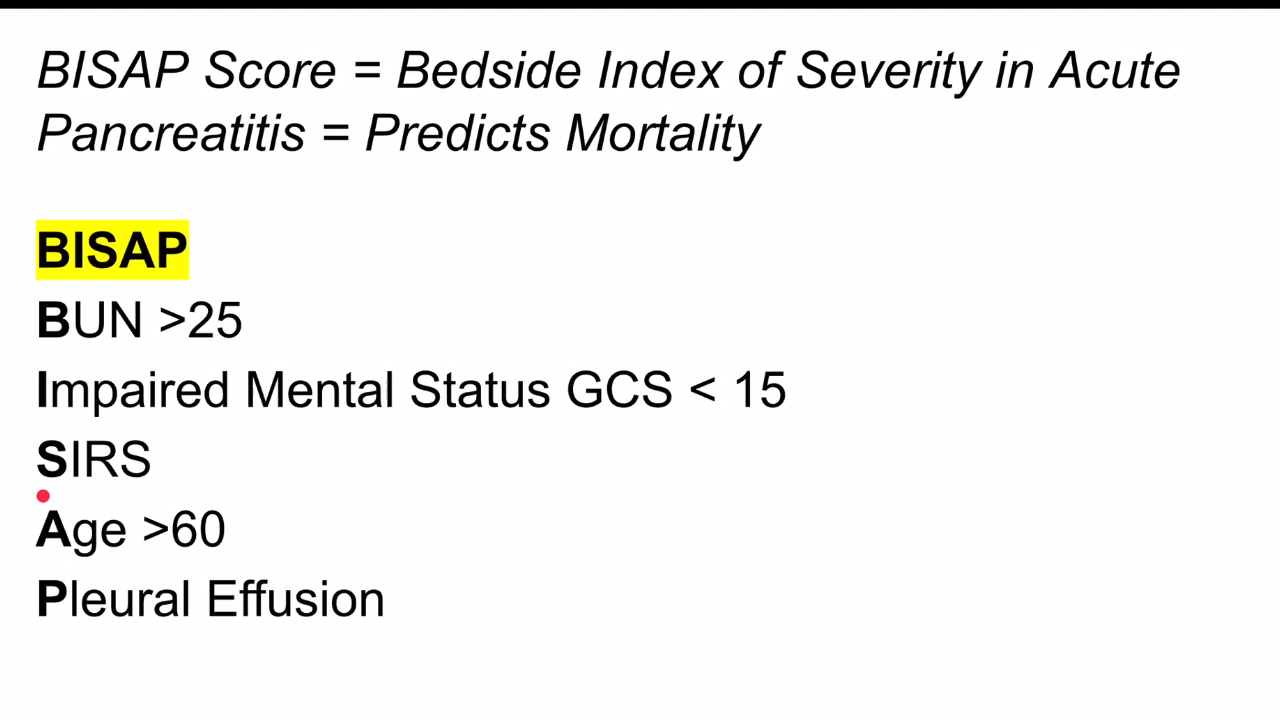 BISAP Score = Bedside Index of Severity in Acute
Pancreatitis = Predicts Mortality
BISAP
BUN >25
Impaired Mental Status GCS < 15
SIRS
Age >60
Pleural Effusion